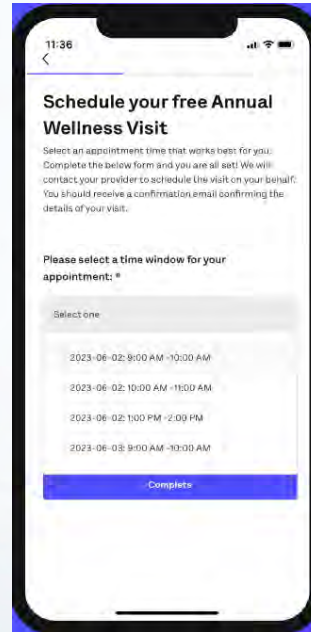 11:36
Schedule your free Annual
Wellness Visit
Select an appointment time that works best for you.
Complete the below form and you are all set! We will
contact your provider to schedule the visit on your behalf.
You should receive a confirmation email confirming the
details of your visit.
Please select a time window for your
appointment: *
Select one
2023-06-02: 9:00 AM -10:00 AM
2023-06-02: 10:00 AM -11:00 AM
2023-06-02: 1:00 PM -2:00 PM
2023-06-03: 9:00 AM -10:00 AM
Complete